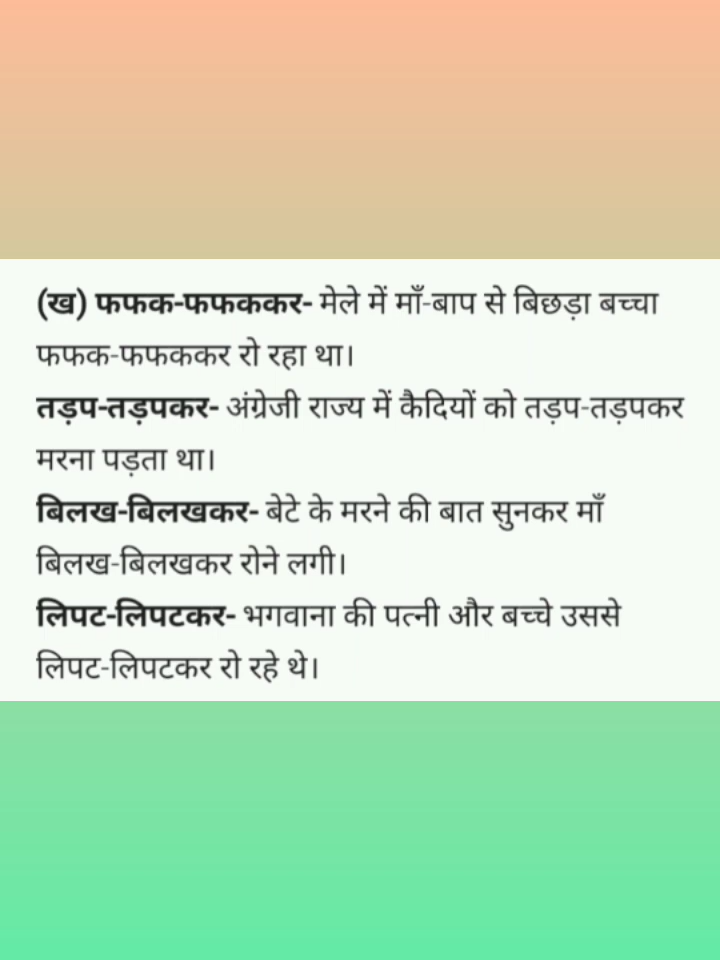 (ख) फफक-फफककर- मेले में माँ-बाप से बिछड़ा बच्चा
फफक-फफककर रो रहा था।
तड़प-तड़पकर- अंग्रेजी राज्य में कैदियों को तड़प-तड़पकर
मरना पड़ता था।
बिलख-बिलखकर- बेटे के मरने की बात सुनकर माँ
बिलख-बिलखकर रोने लगी।
लिपट-लिपटकर- भगवाना की पत्नी और बच्चे उससे
लिपट-लिपटकर रो रहे थे।